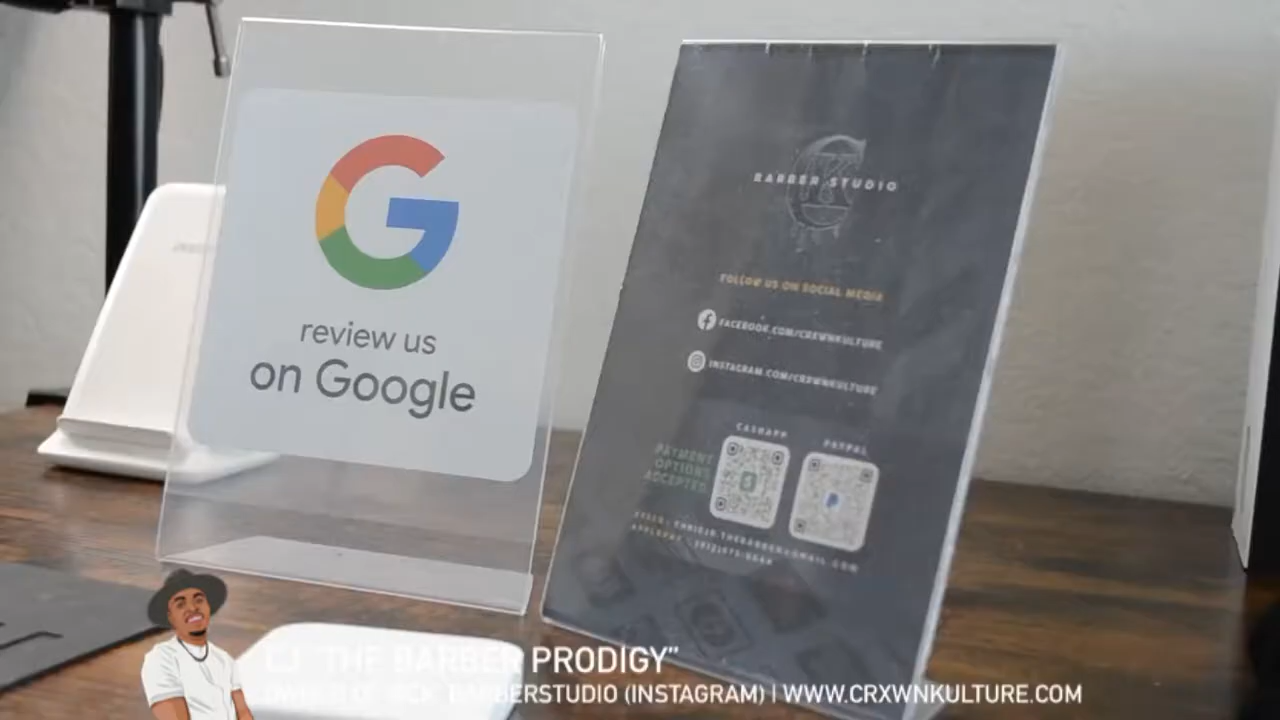 review us
on Google
BARBER STUDIO
FOLLOW US ON SOCIAL MEDIA
FACEBOOK.COM/CRXWNKULTURE
INSTAGRAM.COM/CRXWNKULTURE
CASHAPP
PAYPAL
PAYMENT
OPTIONS
ACCEPTED
"THE BARBER PRODIGY"
BARBERSTUDIO (INSTAGRAM) | WWW.CRXWNKULTURE.COM